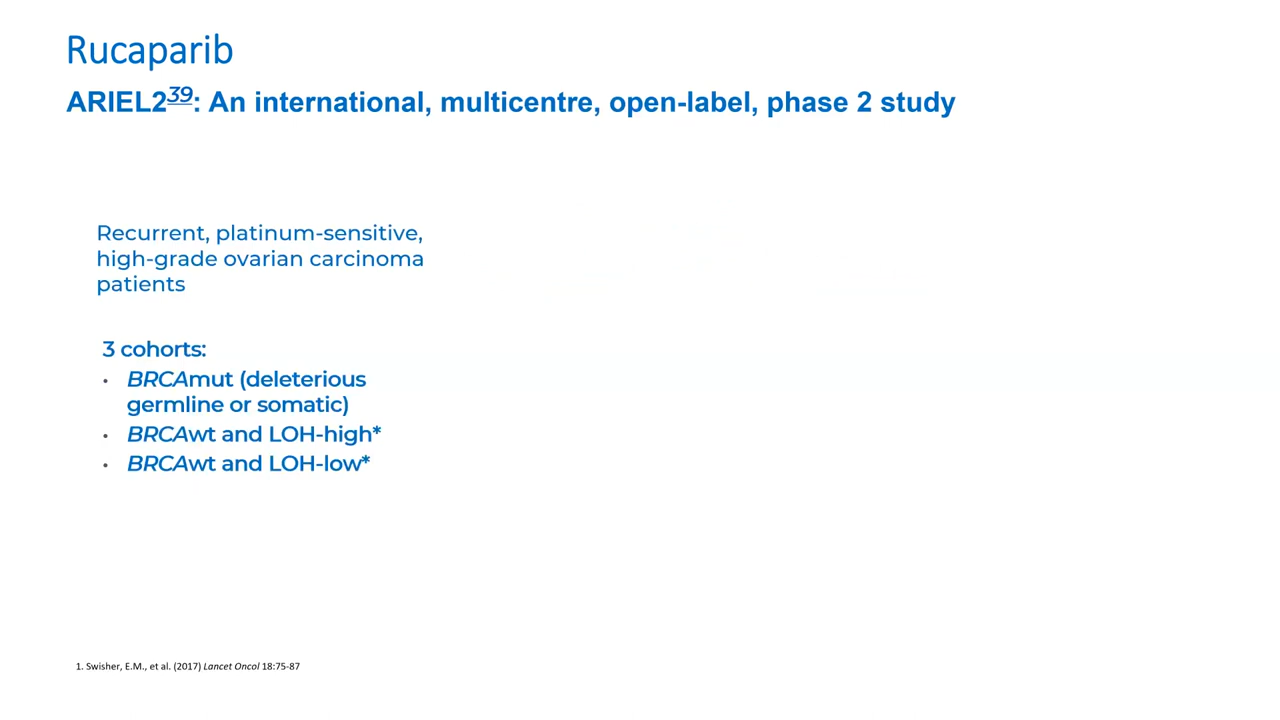 Rucaparib
ARIEL239: An international, multicentre, open-label, phase 2 study
Recurrent, platinum-sensitive,
high-grade ovarian carcinoma
patients
3 cohorts:
• BRCAmut (deleterious
germline or somatic)
• BRCAwt and LOH-high*
• BRCAwt and LOH-low*
1. Swisher, E.M., et al. (2017) Lancet Oncol 18:75-87